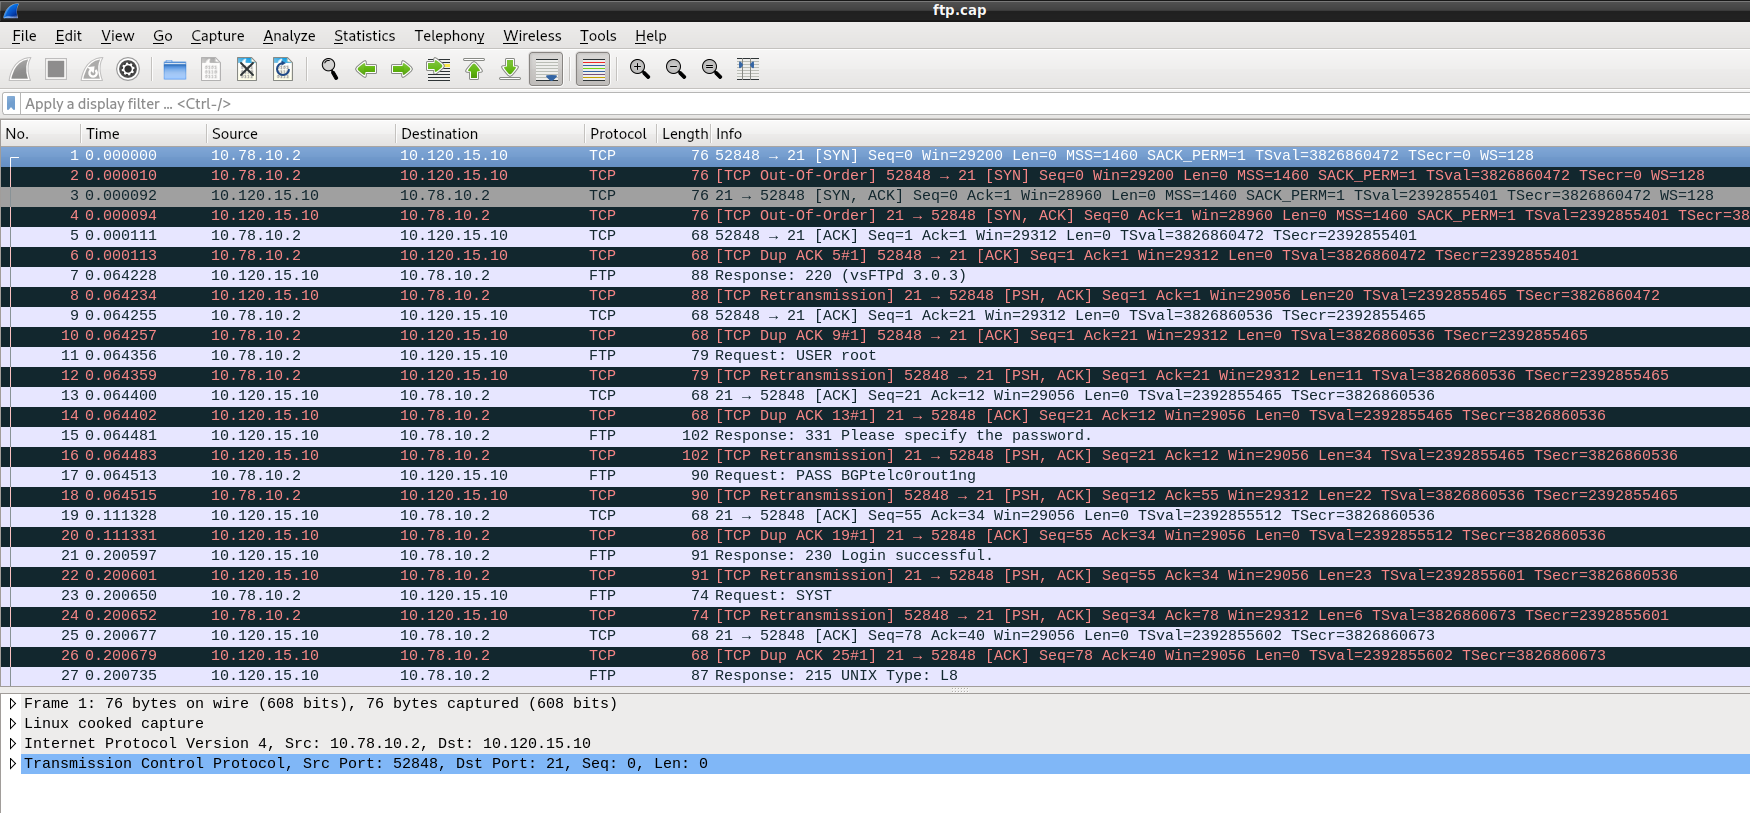 ftp.cap
File Edit View Go Capture Analyze Statistics Telephony Wireless Tools Help
Apply a display filter ... <Ctrl-/>
No. Time Source Destination Protocol Length Info
1 0.000000 10.78.10.2 10.120.15.10 TCP 76 52848 → 21 [SYN] Seq=0 Win=29200 Len=0 MSS=1460 SACK_PERM=1 TSval=3826860472 TSecr=0 WS=128
2 0.000010 10.78.10.2 10.120.15.10 TCP 76 [TCP Out-Of-Order] 52848 → 21 [SYN] Seq=0 Win=29200 Len=0 MSS=1460 SACK_PERM=1 TSval=3826860472 TSecr=0 WS=128
3 0.000092 10.120.15.10 10.78.10.2 TCP 76 21 → 52848 [SYN, ACK] Seq=0 Ack=1 Win=28960 Len=0 MSS=1460 SACK_PERM=1 TSval=2392855401 TSecr=3826860472 WS=128
4 0.000094 10.120.15.10 10.78.10.2 TCP 76 [TCP Out-Of-Order] 21 → 52848 [SYN, ACK] Seq=0 Ack=1 Win=28960 Len=0 MSS=1460 SACK_PERM=1 TSval=2392855401 TSecr=38
5 0.000111 10.78.10.2 10.120.15.10 TCP 68 52848 → 21 [ACK] Seq=1 Ack=1 Win=29312 Len=0 TSval=3826860472 TSecr=2392855401
6 0.000113 10.78.10.2 10.120.15.10 TCP 68 [TCP Dup ACK 5#1] 52848 → 21 [ACK] Seq=1 Ack=1 Win=29312 Len=0 TSval=3826860472 TSecr=2392855401
7 0.064228 10.120.15.10 10.78.10.2 FTP 88 Response: 220 (vsFTPd 3.0.3)
8 0.064234 10.120.15.10 10.78.10.2 TCP 88 [TCP Retransmission] 21 → 52848 [PSH, ACK] Seq=1 Ack=1 Win=29056 Len=20 TSval=2392855465 TSecr=3826860472
9 0.064255 10.78.10.2 10.120.15.10 TCP 68 52848 → 21 [ACK] Seq=1 Ack=21 Win=29312 Len=0 TSval=3826860536 TSecr=2392855465
10 0.064257 10.78.10.2 10.120.15.10 TCP 68 [TCP Dup ACK 9#1] 52848 → 21 [ACK] Seq=1 Ack=21 Win=29312 Len=0 TSval=3826860536 TSecr=2392855465
11 0.064356 10.78.10.2 10.120.15.10 FTP 79 Request: USER root
12 0.064359 10.78.10.2 10.120.15.10 TCP 79 [TCP Retransmission] 52848 → 21 [PSH, ACK] Seq=1 Ack=21 Win=29312 Len=11 TSval=3826860536 TSecr=2392855465
13 0.064400 10.120.15.10 10.78.10.2 TCP 68 21 → 52848 [ACK] Seq=21 Ack=12 Win=29056 Len=0 TSval=2392855465 TSecr=3826860536
14 0.064402 10.120.15.10 10.78.10.2 TCP 68 [TCP Dup ACK 13#1] 21 → 52848 [ACK] Seq=21 Ack=12 Win=29056 Len=0 TSval=2392855465 TSecr=3826860536
15 0.064481 10.120.15.10 10.78.10.2 FTP 102 Response: 331 Please specify the password.
16 0.064483 10.120.15.10 10.78.10.2 TCP 102 [TCP Retransmission] 21 → 52848 [PSH, ACK] Seq=21 Ack=12 Win=29056 Len=34 TSval=2392855465 TSecr=3826860536
17 0.064513 10.78.10.2 10.120.15.10 FTP 90 Request: PASS BGPtelc0rout1ng
18 0.064515 10.78.10.2 10.120.15.10 TCP 90 [TCP Retransmission] 52848 → 21 [PSH, ACK] Seq=12 Ack=55 Win=29312 Len=22 TSval=3826860536 TSecr=2392855465
19 0.111328 10.120.15.10 10.78.10.2 TCP 68 21 → 52848 [ACK] Seq=55 Ack=34 Win=29056 Len=0 TSval=2392855512 TSecr=3826860536
20 0.111331 10.120.15.10 10.78.10.2 TCP 68 [TCP Dup ACK 19#1] 21 → 52848 [ACK] Seq=55 Ack=34 Win=29056 Len=0 TSval=2392855512 TSecr=3826860536
21 0.200597 10.120.15.10 10.78.10.2 FTP 91 Response: 230 Login successful.
22 0.200601 10.120.15.10 10.78.10.2 TCP 91 [TCP Retransmission] 21 → 52848 [PSH, ACK] Seq=55 Ack=34 Win=29056 Len=23 TSval=2392855601 TSecr=3826860536
23 0.200650 10.78.10.2 10.120.15.10 FTP 74 Request: SYST
24 0.200652 10.78.10.2 10.120.15.10 TCP 74 [TCP Retransmission] 52848 → 21 [PSH, ACK] Seq=34 Ack=78 Win=29312 Len=6 TSval=3826860673 TSecr=2392855601
25 0.200677 10.120.15.10 10.78.10.2 TCP 68 21 → 52848 [ACK] Seq=78 Ack=40 Win=29056 Len=0 TSval=2392855602 TSecr=3826860673
26 0.200679 10.120.15.10 10.78.10.2 TCP 68 [TCP Dup ACK 25#1] 21 → 52848 [ACK] Seq=78 Ack=40 Win=29056 Len=0 TSval=2392855602 TSecr=3826860673
27 0.200735 10.120.15.10 10.78.10.2 FTP 87 Response: 215 UNIX Type: L8
Frame 1: 76 bytes on wire (608 bits), 76 bytes captured (608 bits)
Linux cooked capture
Internet Protocol Version 4, Src: 10.78.10.2, Dst: 10.120.15.10
Transmission Control Protocol, Src Port: 52848, Dst Port: 21, Seq: 0, Len: 0